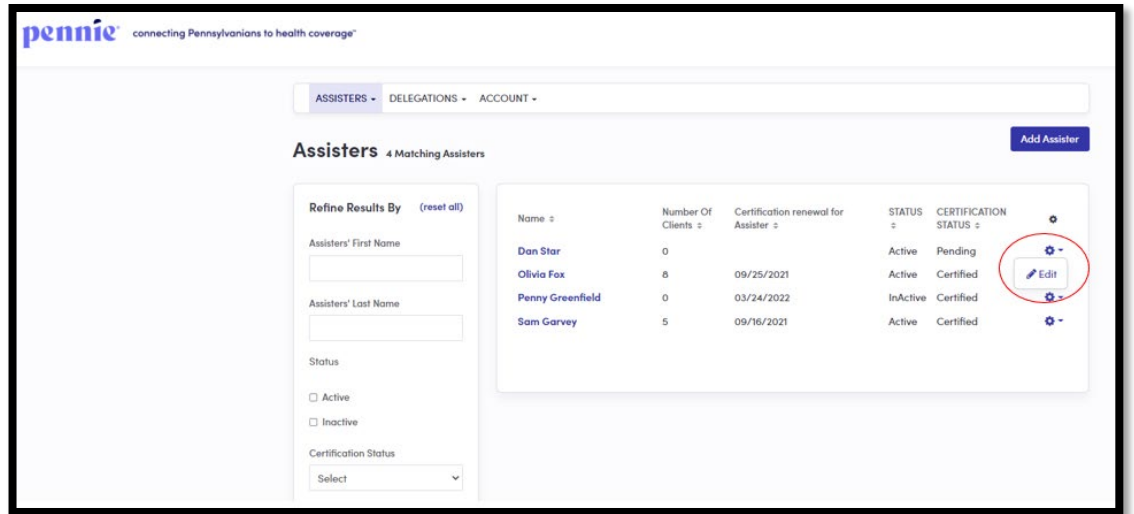 pennie connecting Pennsylvanians to health coverage™
ASSISTERS DELEGATIONS ACCOUNT
Assisters 4 Matching Assisters
Add Assister
Refine Results By (reset all)
Assisters' First Name
Assisters' Last Name
Status
Active
Inactive
Certification Status
Select
Name Number Of Clients Certification renewal for Assister STATUS CERTIFICATION STATUS
Dan Star 0 Active Pending
Olivia Fox 8 09/25/2021 Active Certified Edit
Penny Greenfield 0 03/24/2022 InActive Certified
Sam Garvey 5 09/16/2021 Active Certified